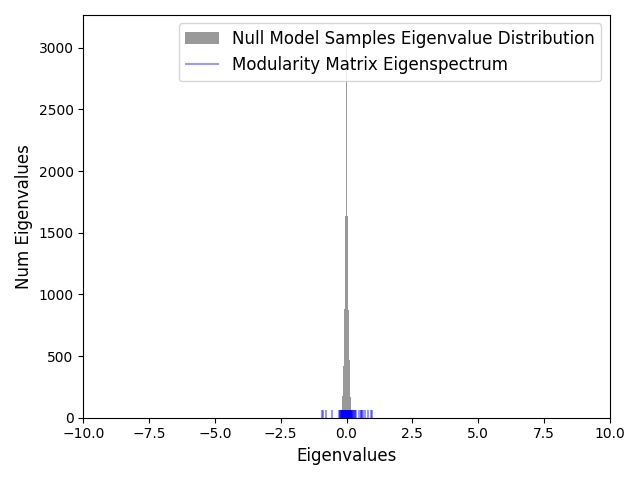 Null Model Samples Eigenvalue Distribution
Modularity Matrix Eigenspectrum
3000
2500
2000
1500
1000
500
0
Num Eigenvalues
−10.0 −7.5 −5.0 −2.5 0.0 2.5 5.0 7.5 10.0
Eigenvalues